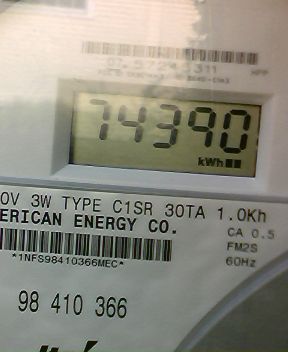 74390
kWh
0V 3W TYPE C1SR 30TA 1.0Kh
ERICAN ENERGY CO.
CA 0.5
FM2S
*1NFS98410366MEC*
60Hz
98 410 366